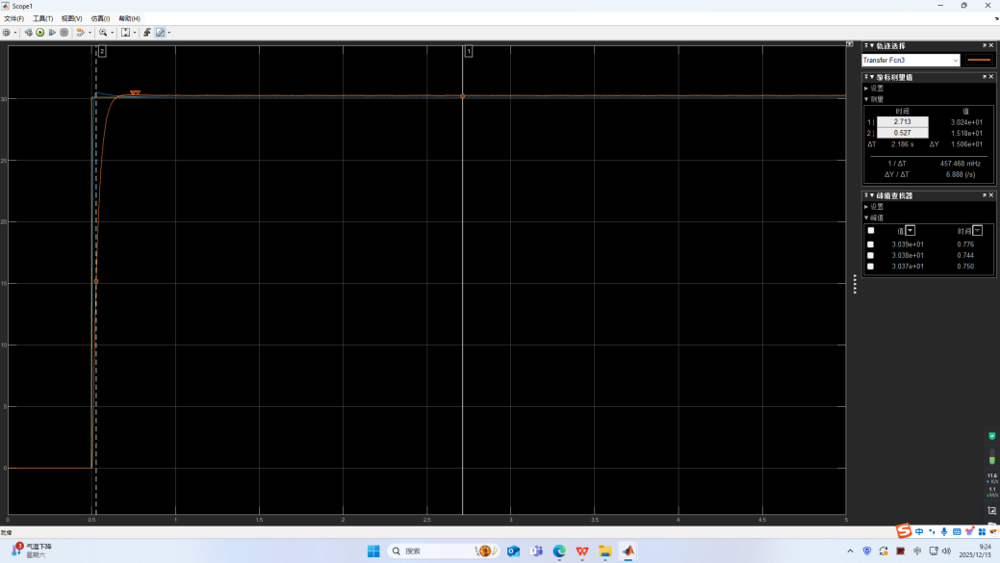 Scope1
文件(F) 工具(T) 视图(V) 仿真(I) 帮助(H)
2
1
30
25
20
15
10
5
0
0 0.5 1 1.5 2 2.5 3 3.5 4 4.5 5
轨迹选择
Transfer Fcn3
游标测量值
设置
测量
时间 值
1 | 2.713 3.024e+01
2 ¦ 0.527 1.518e+01
ΔT 2.186 s ΔY 1.506e+01
1 / ΔT 457.468 mHz
ΔY / ΔT 6.888 (/s)
峰值查找器
设置
峰值
值 时间
3.039e+01 0.776
3.038e+01 0.744
3.037e+01 0.750
11.6
K/s
1.1
M/s
就绪
S 中
3
气温下降
星期六
搜索
中
9:24
2025/12/15